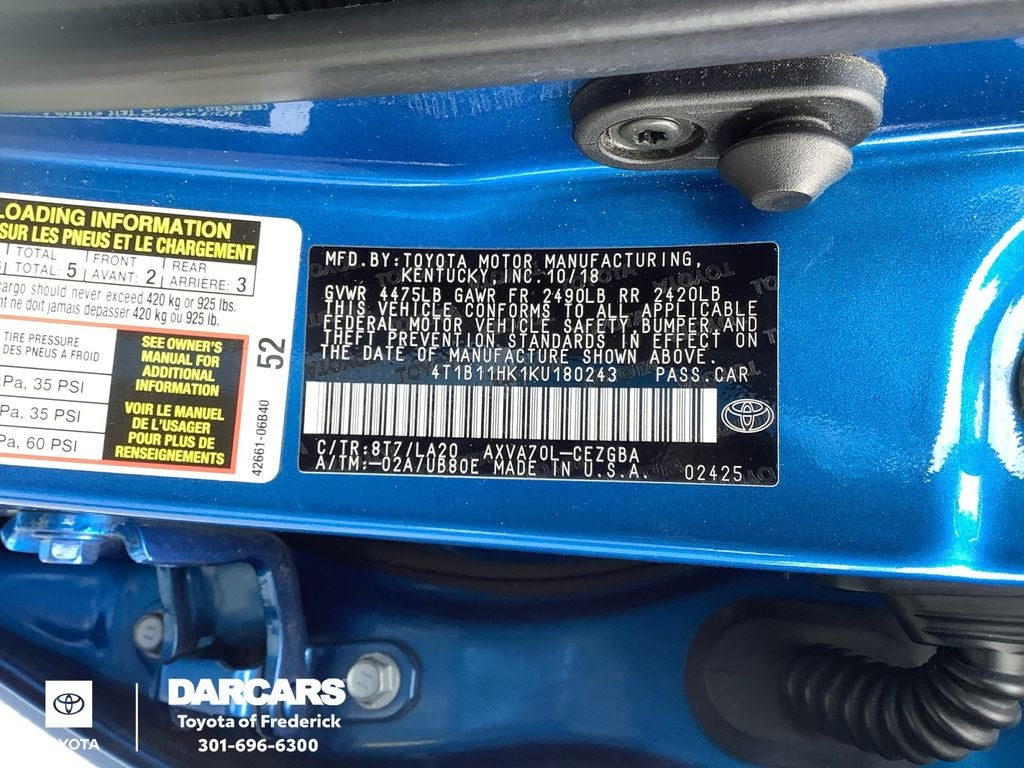 LOADING INFORMATION
SUR LES PNEUS ET LE CHARGEMENT
TOTAL FRONT REAR
TOTAL: 5 AVANT: 2 ARRIÈRE: 3
cargo should never exceed 420 kg or 925 lbs.
ne doit jamais depasser 420 kg ou 925 lb.
TIRE PRESSURE
DES PNEUS A FROID
Pa, 35 PSI
Pa, 35 PSI
Pa, 60 PSI
SEE OWNER'S
MANUAL FOR
ADDITIONAL
INFORMATION
VOIR LE MANUEL
DE L'USAGER
POUR PLUS DE
RENSEIGNEMENTS
52
42661-06B40
MFD.BY:TOYOTA MOTOR MANUFACTURING,
KENTUCKY,INC.10/18
GVWR 4475LB GAWR FR 2490LB RR 2420LB
THIS VEHICLE CONFORMS TO ALL APPLICABLE
FEDERAL MOTOR VEHICLE SAFETY,BUMPER,AND
THEFT PREVENTION STANDARDS IN EFFECT ON
THE DATE OF MANUFACTURE SHOWN ABOVE.
4T1B11HK1KU180243 PASS.CAR
C/TR:8T7/LA20 AXVA70L-CEZGBA
A/TM:-02A/UB80E MADE IN U.S.A. 02425
DARCARS
Toyota of Frederick
301-696-6300
TOYOTA